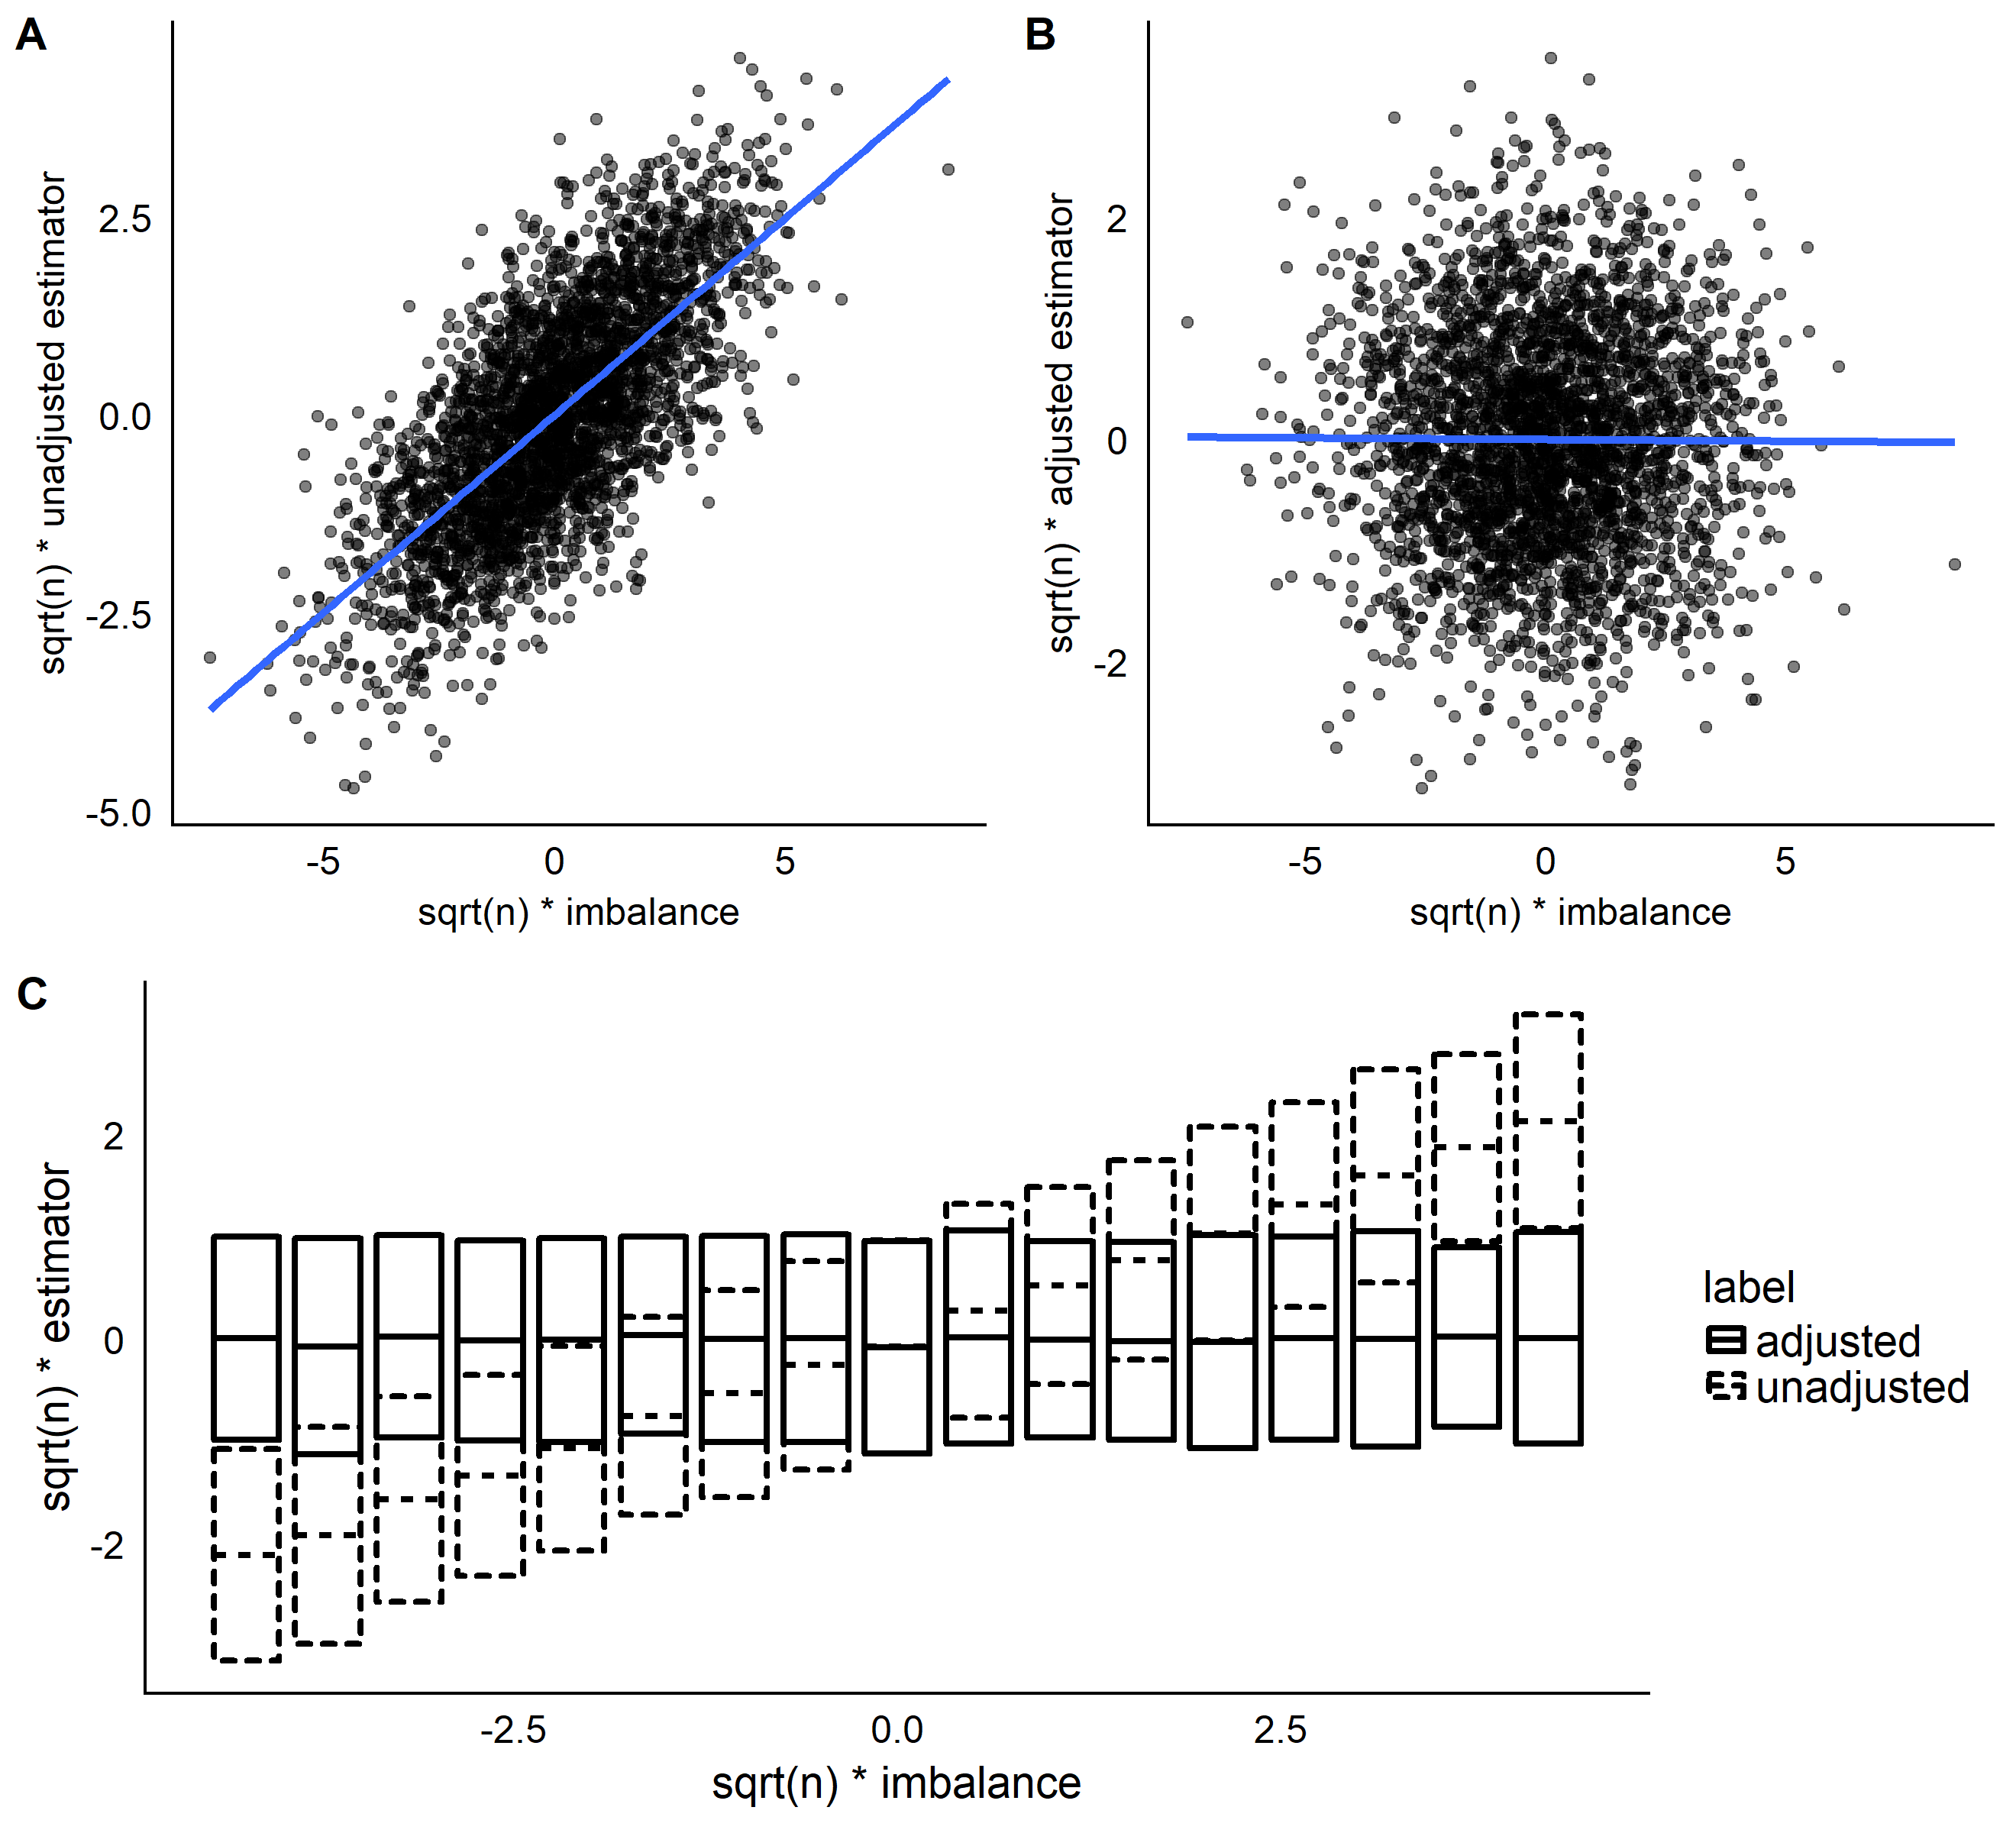 A
sqrt(n) * unadjusted estimator
2.5
0.0
-2.5
-5.0
-5 0 5
sqrt(n) * imbalance
B
sqrt(n) * adjusted estimator
2
0
-2
-5 0 5
sqrt(n) * imbalance
C
sqrt(n) * estimator
2
0
-2
-2.5 0.0 2.5
sqrt(n) * imbalance
label
adjusted
unadjusted